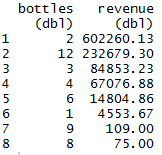 bottles revenue
(dbl) (dbl)
1 2 602260.13
2 12 232679.30
3 3 84853.23
4 4 67076.88
5 6 14804.86
6 1 4553.67
7 9 109.00
8 8 75.00